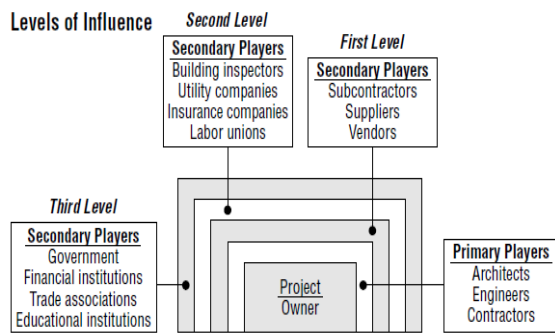 Levels of Influence
Second Level
Secondary Players
Building inspectors
Utility companies
Insurance companies
Labor unions
First Level
Secondary Players
Subcontractors
Suppliers
Vendors
Third Level
Secondary Players
Government
Financial institutions
Trade associations
Educational institutions
Project
Owner
Primary Players
Architects
Engineers
Contractors